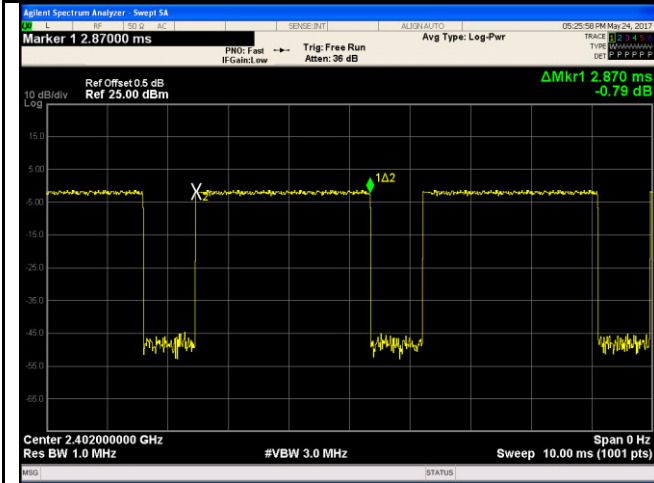 Agilent Spectrum Analyzer - Swept SA
L RF 50 Ω AC SENSE:INT ALIGN AUTO 05:25:58 PM May 24, 2017
Marker 1 2.87000 ms
PNO: Fast Trig: Free Run
IFGain:Low Atten: 36 dB
Avg Type: Log-Pwr
TRACE 1 2 3 4 5 6
TYPE WWWWWW
DET P P P P P P
ΔMkr1 2.870 ms
-0.79 dB
Ref Offset 0.5 dB
10 dB/div Ref 25.00 dBm
Log
15.0
5.00
-5.00
-15.0
-25.0
-35.0
-45.0
-55.0
-65.0
X2
1Δ2
Center 2.402000000 GHz Span 0 Hz
Res BW 1.0 MHz #VBW 3.0 MHz Sweep 10.00 ms (1001 pts)
MSG STATUS